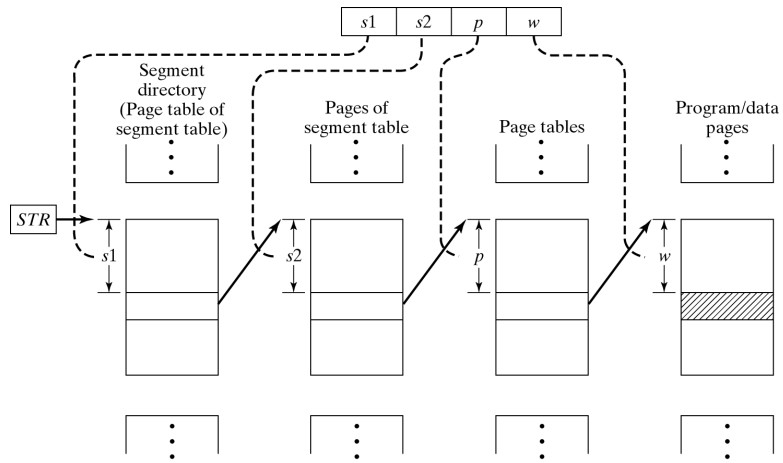 s1 s2 p w
Segment
directory
(Page table of
segment table)
Pages of
segment table
Page tables
Program/data
pages
STR
s1
s2
p
w